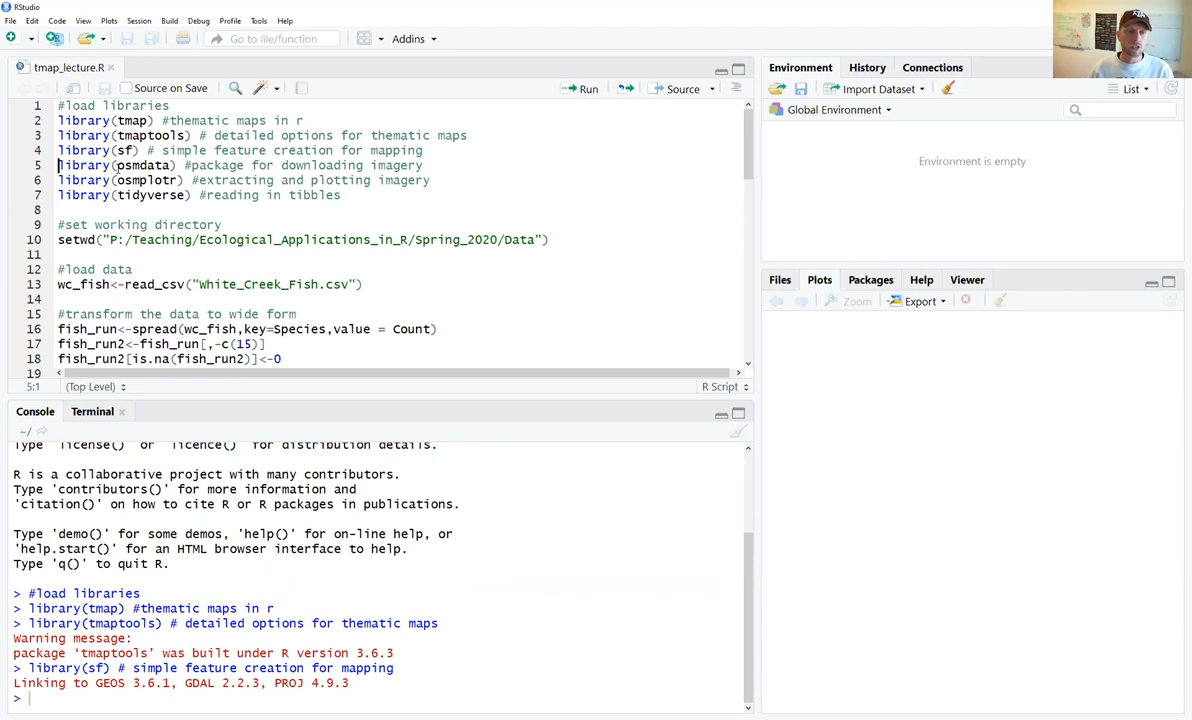 RStudio
File Edit Code View Plots Session Build Debug Profile Tools Help
Go to file/function Addins
tmap_lecture.R
Source on Save Run Source
1 #load libraries
2 library(tmap) #thematic maps in r
3 library(tmaptools) # detailed options for thematic maps
4 library(sf) # simple feature creation for mapping
5 library(osmdata) #package for downloading imagery
6 library(osmplotr) #extracting and plotting imagery
7 library(tidyverse) #reading in tibbles
8
9 #set working directory
10 setwd("P:/Teaching/Ecological_Applications_in_R/Spring_2020/Data")
11
12 #load data
13 wc_fish<-read_csv("White_Creek_Fish.csv")
14
15 #transform the data to wide form
16 fish_run<-spread(wc_fish,key=Species,value = Count)
17 fish_run2<-fish_run[,-c(15)]
18 fish_run2[is.na(fish_run2)]<-0
19
5:1 (Top Level) R Script
Console Terminal
~/
Type 'license()' or 'licence()' for distribution details.
R is a collaborative project with many contributors.
Type 'contributors()' for more information and
'citation()' on how to cite R or R packages in publications.
Type 'demo()' for some demos, 'help()' for on-line help, or
'help.start()' for an HTML browser interface to help.
Type 'q()' to quit R.
> #load libraries
> library(tmap) #thematic maps in r
> library(tmaptools) # detailed options for thematic maps
Warning message:
package ‘tmaptools’ was built under R version 3.6.3
> library(sf) # simple feature creation for mapping
Linking to GEOS 3.6.1, GDAL 2.2.3, PROJ 4.9.3
>
Environment History Connections
Import Dataset List
Global Environment
Environment is empty
Files Plots Packages Help Viewer
Zoom Export